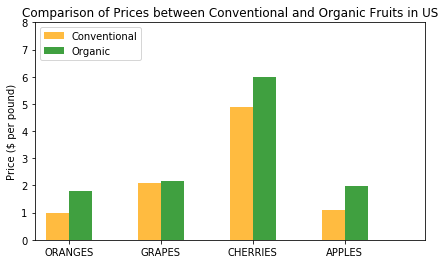 Comparison of Prices between Conventional and Organic Fruits in US
8
7
6
5
4
3
2
1
0
Price ($ per pound)
Conventional
Organic
ORANGES
GRAPES
CHERRIES
APPLES